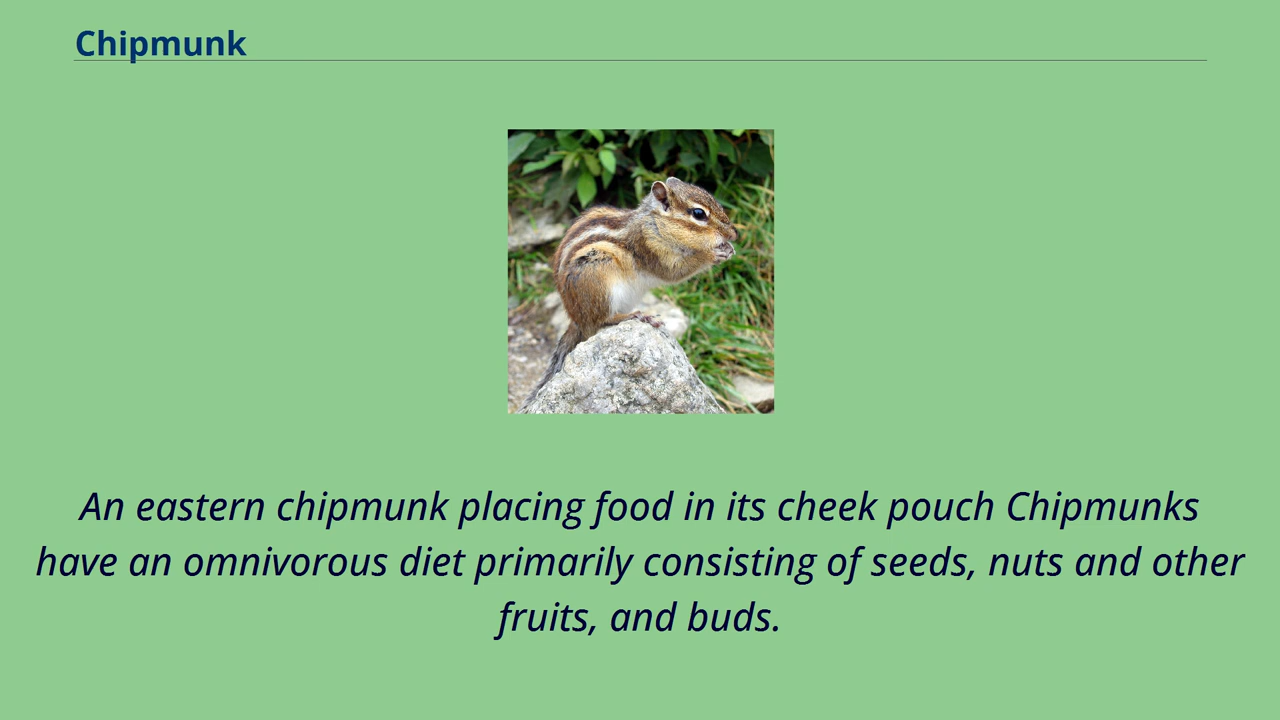 Chipmunk
An eastern chipmunk placing food in its cheek pouch Chipmunks
have an omnivorous diet primarily consisting of seeds, nuts and other
fruits, and buds.